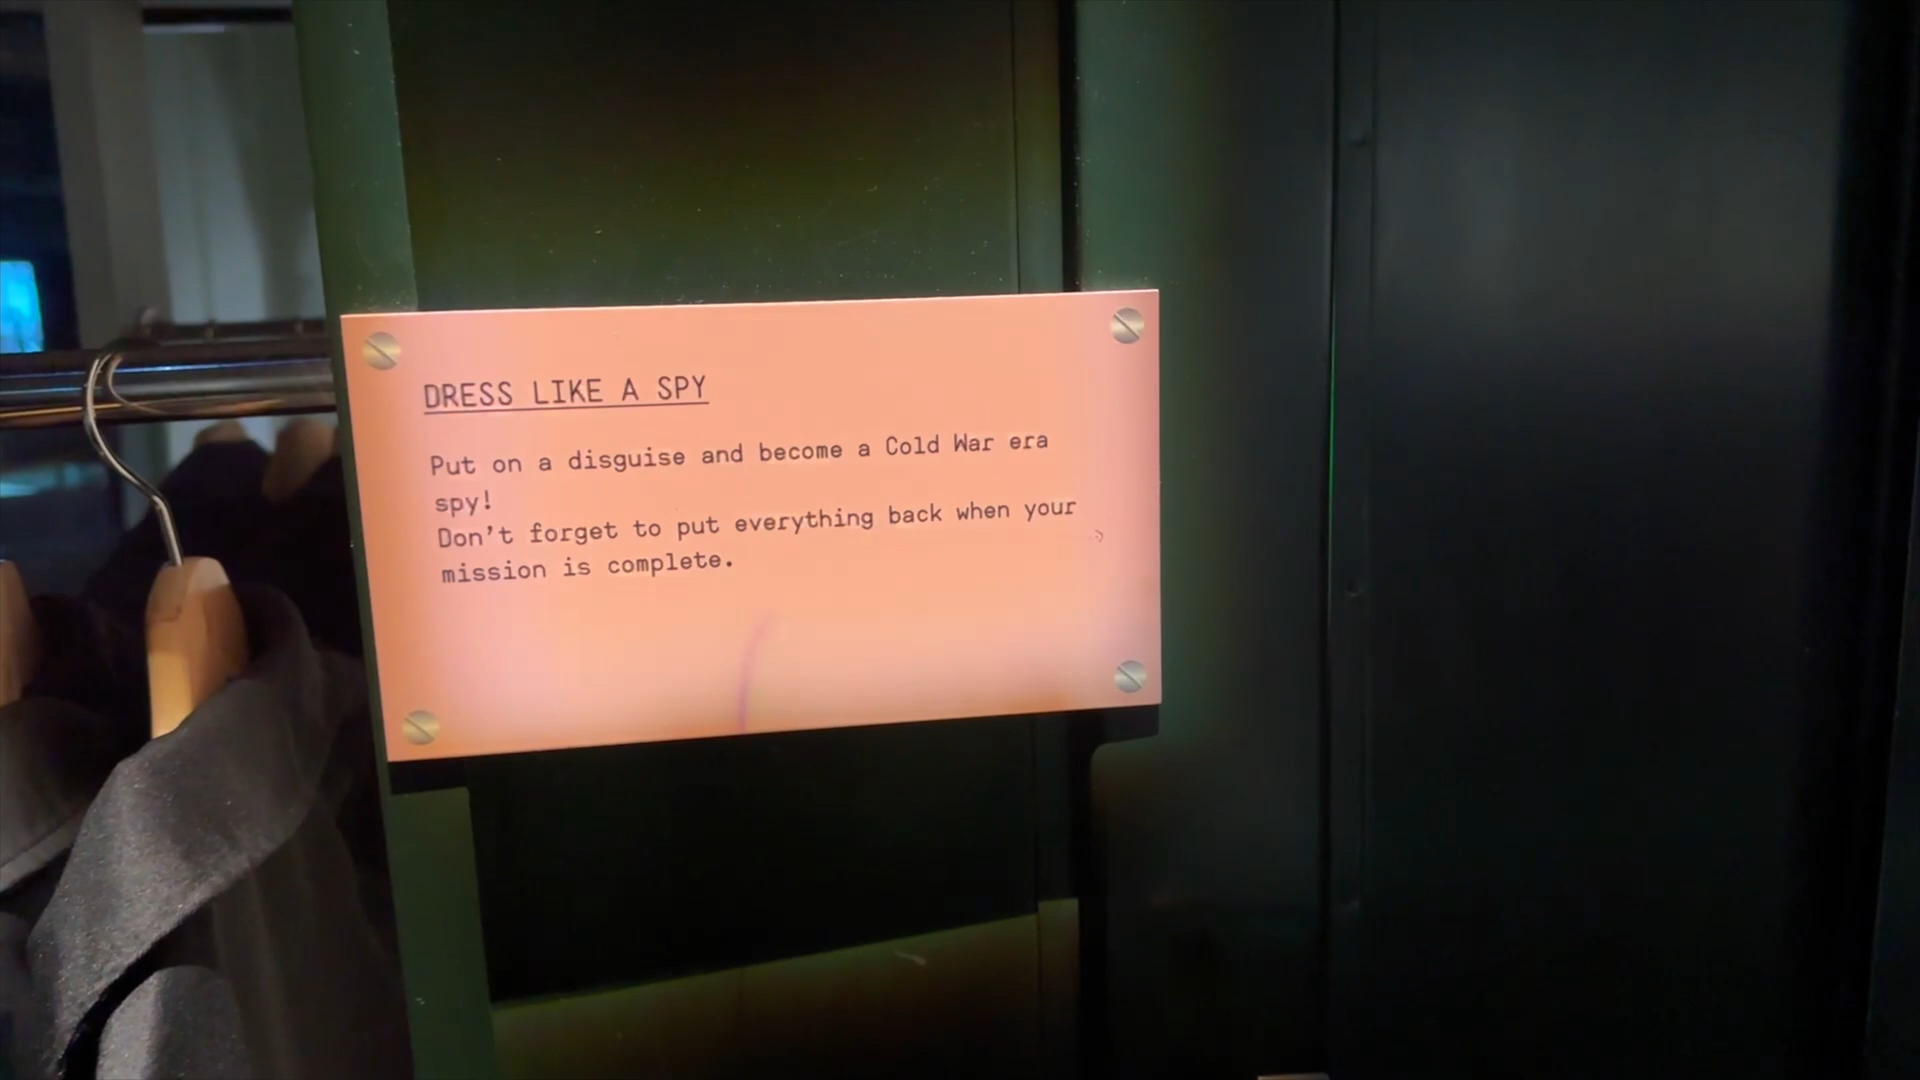 DRESS LIKE A SPY
Put on a disguise and become a Cold War era
spy!
Don't forget to put everything back when your
mission is complete.